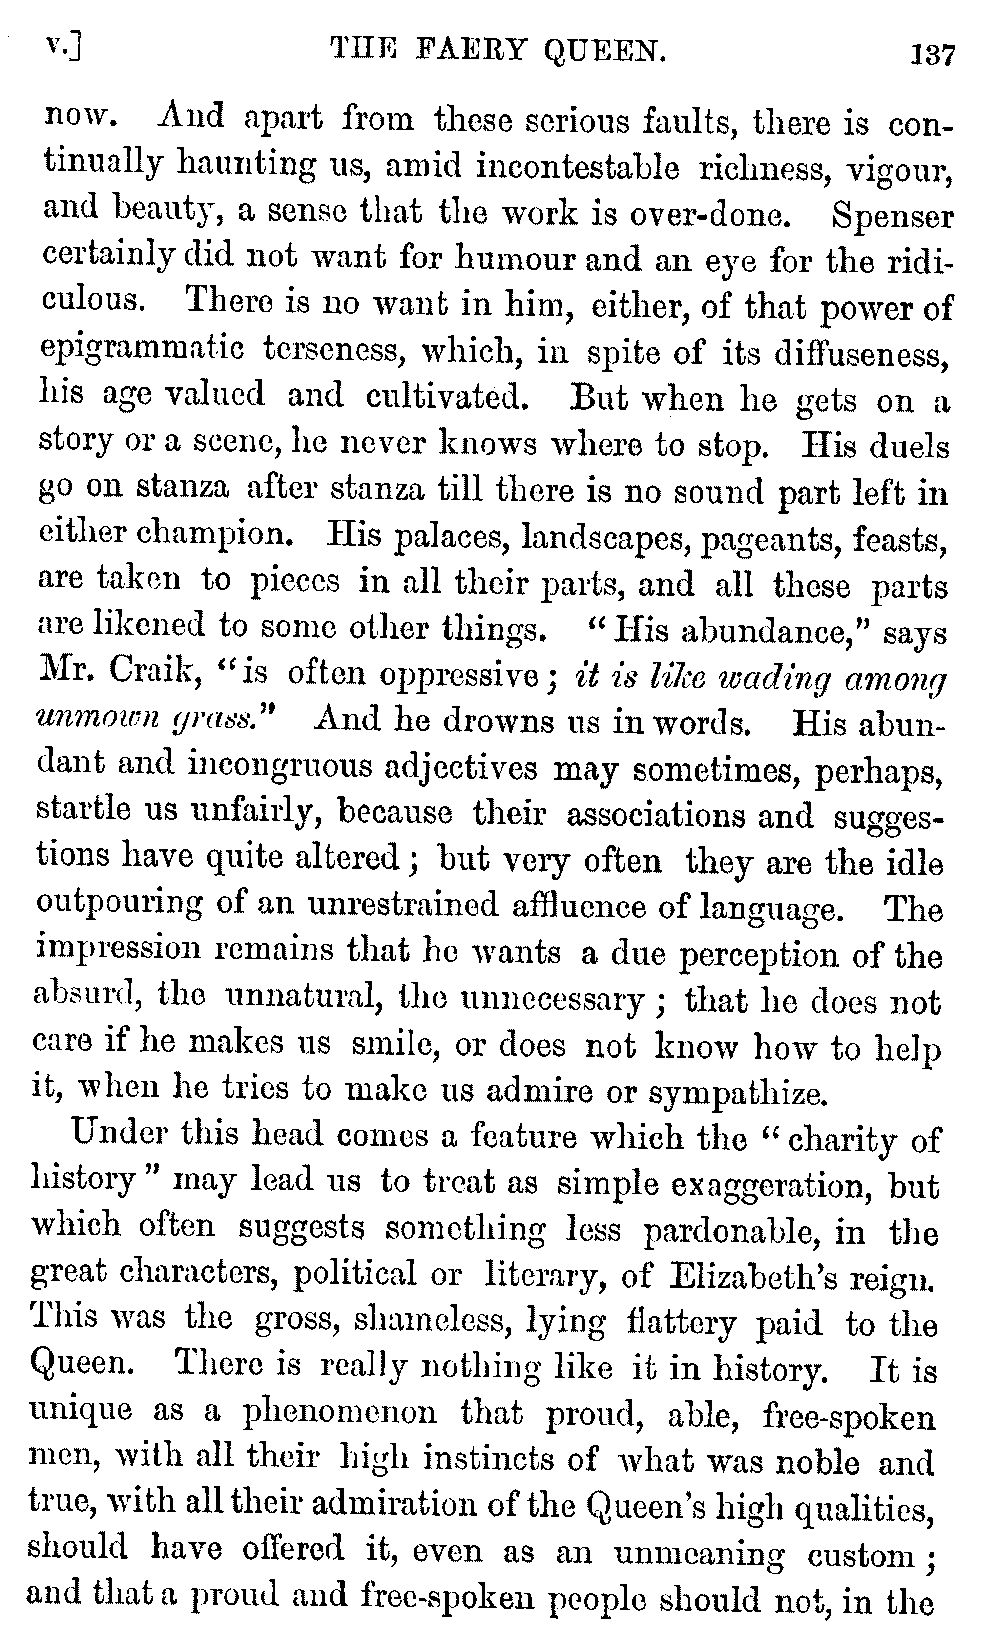 v.] THE FAERY QUEEN. 137
now. And apart from these serious faults, there is con-
tinually haunting us, amid incontestable richness, vigour,
and beauty, a sense that the work is over-done. Spenser
certainly did not want for humour and an eye for the ridi-
culous. There is no want in him, either, of that power of
epigrammatic terseness, which, in spite of its diffuseness,
his age valued and cultivated. But when he gets on a
story or a scene, he never knows where to stop. His duels
go on stanza after stanza till there is no sound part left in
either champion. His palaces, landscapes, pageants, feasts,
are taken to pieces in all their parts, and all these parts
are likened to some other things. "His abundance," says
Mr. Craik, "is often oppressive; it is like wading among
unmown grass." And he drowns us in words. His abun-
dant and incongruous adjectives may sometimes, perhaps,
startle us unfairly, because their associations and sugges-
tions have quite altered; but very often they are the idle
outpouring of an unrestrained affluence of language. The
impression remains that he wants a due perception of the
absurd, the unnatural, the unnecessary; that he does not
care if he makes us smile, or does not know how to help
it, when he tries to make us admire or sympathize.
Under this head comes a feature which the "charity of
history" may lead us to treat as simple exaggeration, but
which often suggests something less pardonable, in the
great characters, political or literary, of Elizabeth's reign.
This was the gross, shameless, lying flattery paid to the
Queen. There is really nothing like it in history. It is
unique as a phenomenon that proud, able, free-spoken
men, with all their high instincts of what was noble and
true, with all their admiration of the Queen's high qualities,
should have offered it, even as an unmeaning custom;
and that a proud and free-spoken people should not, in the